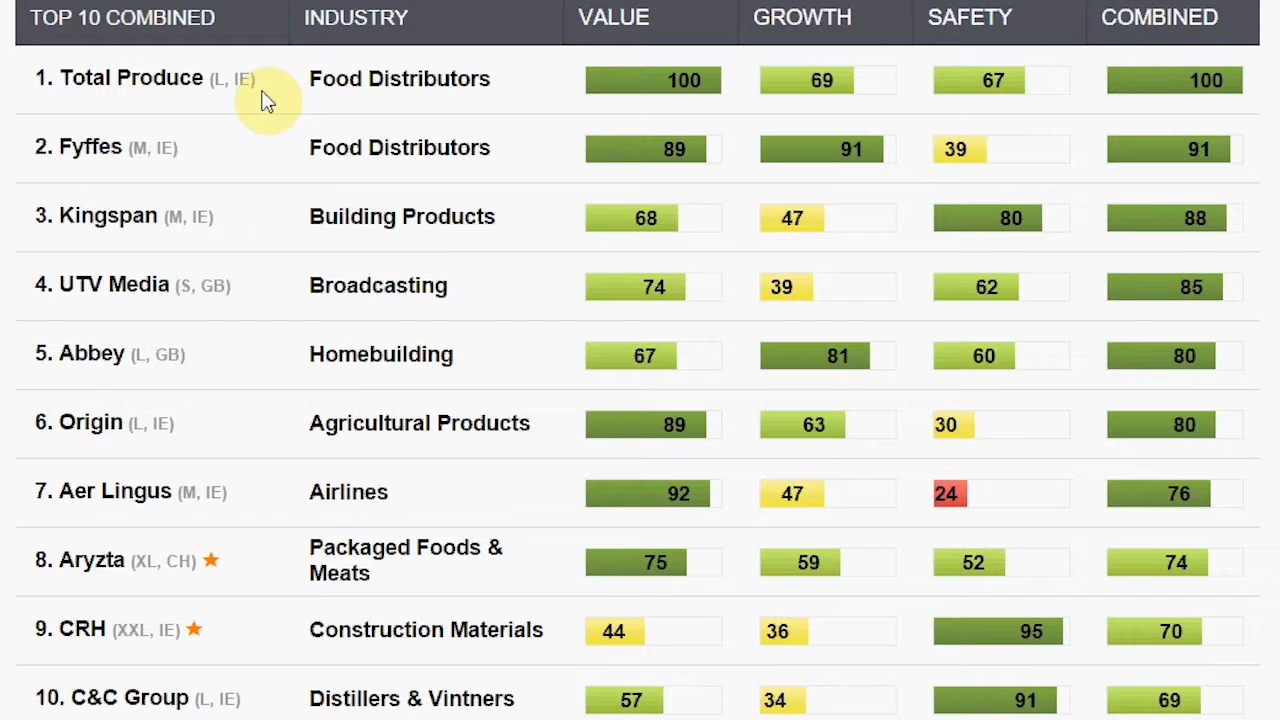 TOP 10 COMBINED INDUSTRY VALUE GROWTH SAFETY COMBINED
1. Total Produce (L, IE) Food Distributors 100 69 67 100
2. Fyffes (M, IE) Food Distributors 89 91 39 91
3. Kingspan (M, IE) Building Products 68 47 80 88
4. UTV Media (S, GB) Broadcasting 74 39 62 85
5. Abbey (L, GB) Homebuilding 67 81 60 80
6. Origin (L, IE) Agricultural Products 89 63 30 80
7. Aer Lingus (M, IE) Airlines 92 47 24 76
8. Aryzta (XL, CH) Packaged Foods &
Meats 75 59 52 74
9. CRH (XXL, IE) Construction Materials 44 36 95 70
10. C&C Group (L, IE) Distillers & Vintners 57 34 91 69